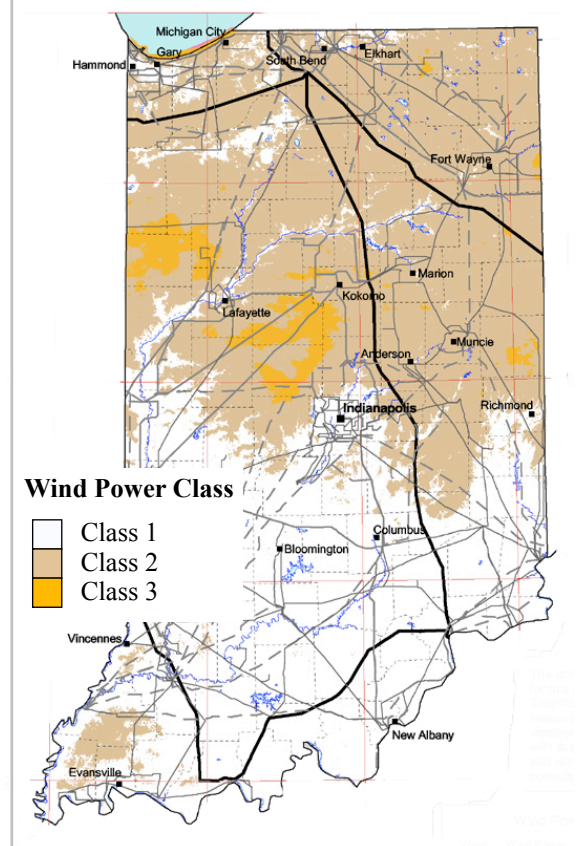 Michigan City
Gary
Hammond
South Bend
Elkhart
Fort Wayne
Marion
Kokomo
Lafayette
Muncie
Anderson
Richmond
Indianapolis
Wind Power Class
Class 1
Class 2
Class 3
Columbus
Bloomington
Vincennes
New Albany
Evansville